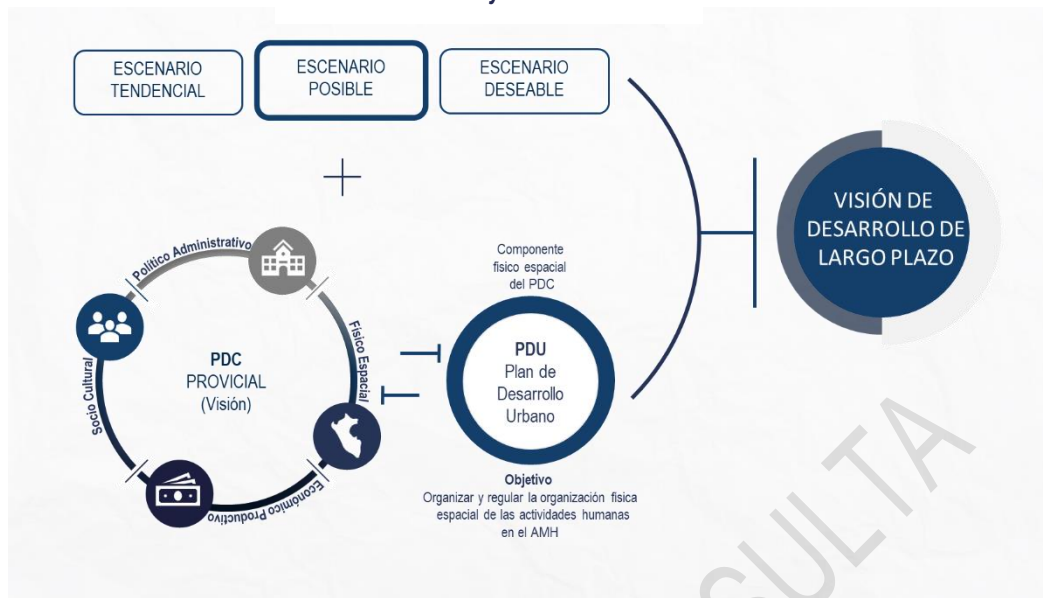 y
ESCENARIO
TENDENCIAL
ESCENARIO
POSIBLE
ESCENARIO
DESEABLE
VISIÓN DE
DESARROLLO DE
LARGO PLAZO
Componente
físico espacial
del PDC
Político Administrativo
Físico Espacial
Socio Cultural
Económico Productivo
PDC
PROVICIAL
(Visión)
PDU
Plan de
Desarrollo
Urbano
Objetivo
Organizar y regular la organización física
espacial de las actividades humanas
en el AMH
SULTA